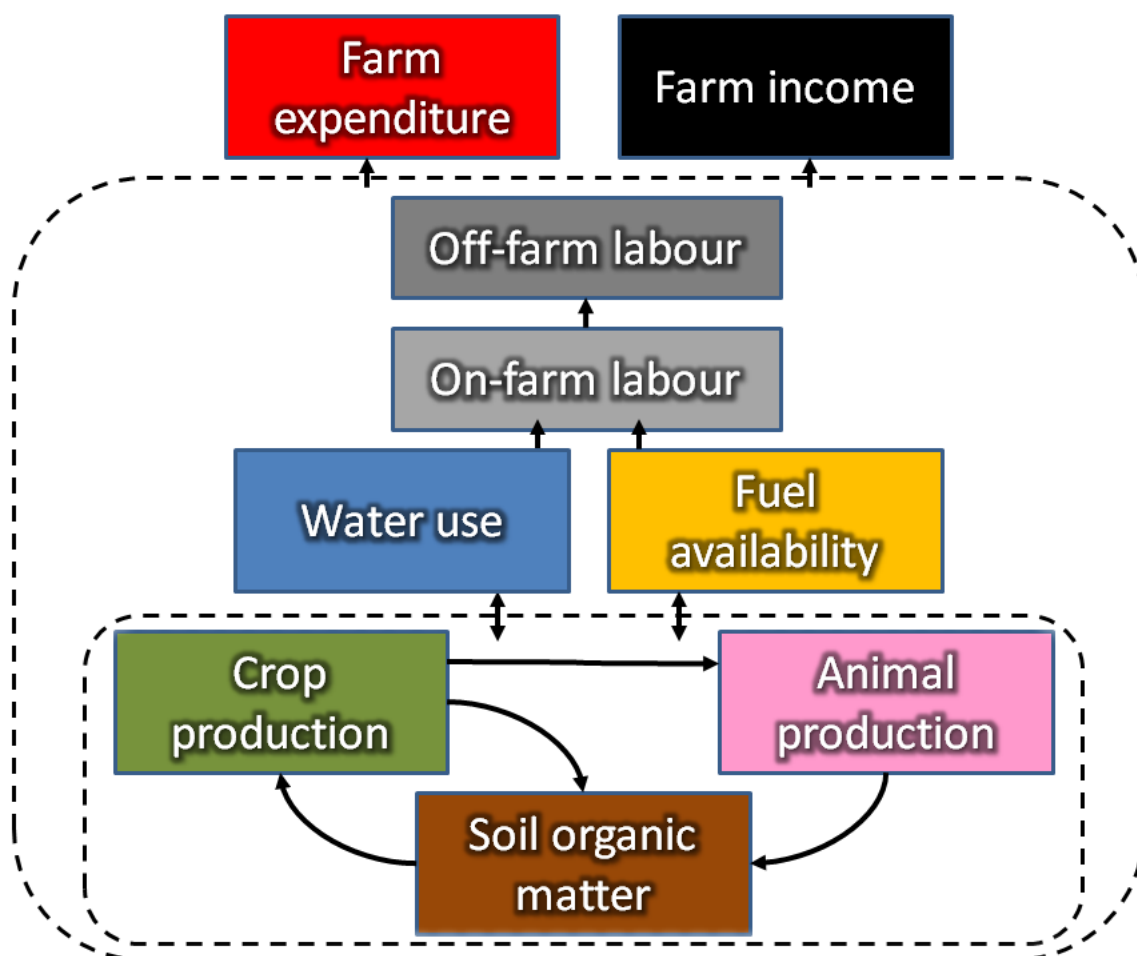 Farm
expenditure
Farm income
Off-farm labour
On-farm labour
Water use
Fuel
availability
Crop
production
Animal
production
Soil organic
matter